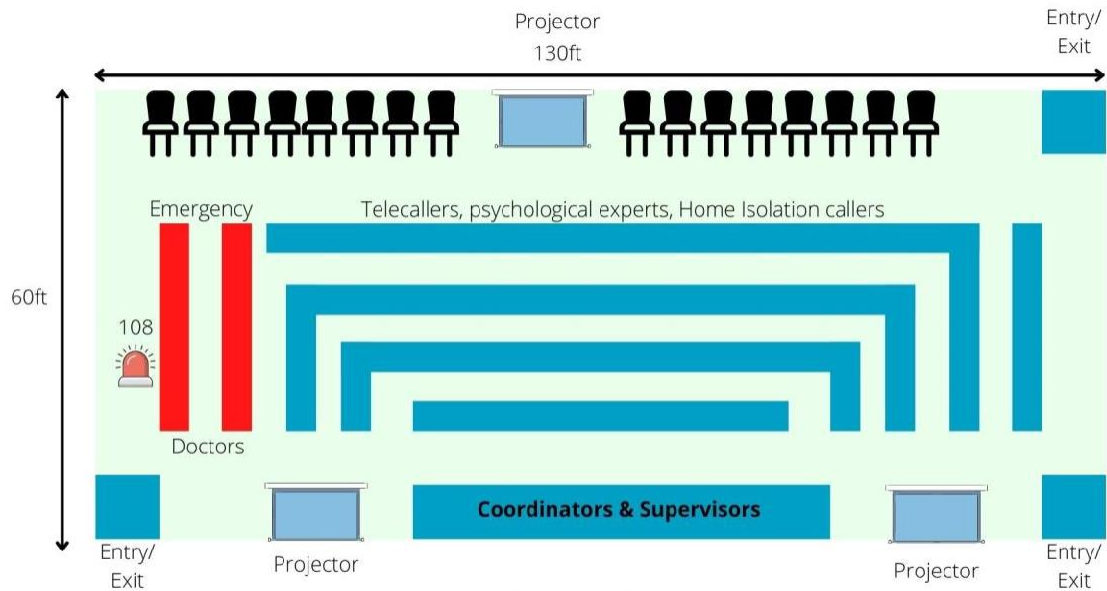 Projector
130ft
Entry/
Exit
Emergency
Telecallers, psychological experts, Home Isolation callers
60ft
108
Doctors
Coordinators & Supervisors
Entry/
Exit
Projector
Projector
Entry/
Exit